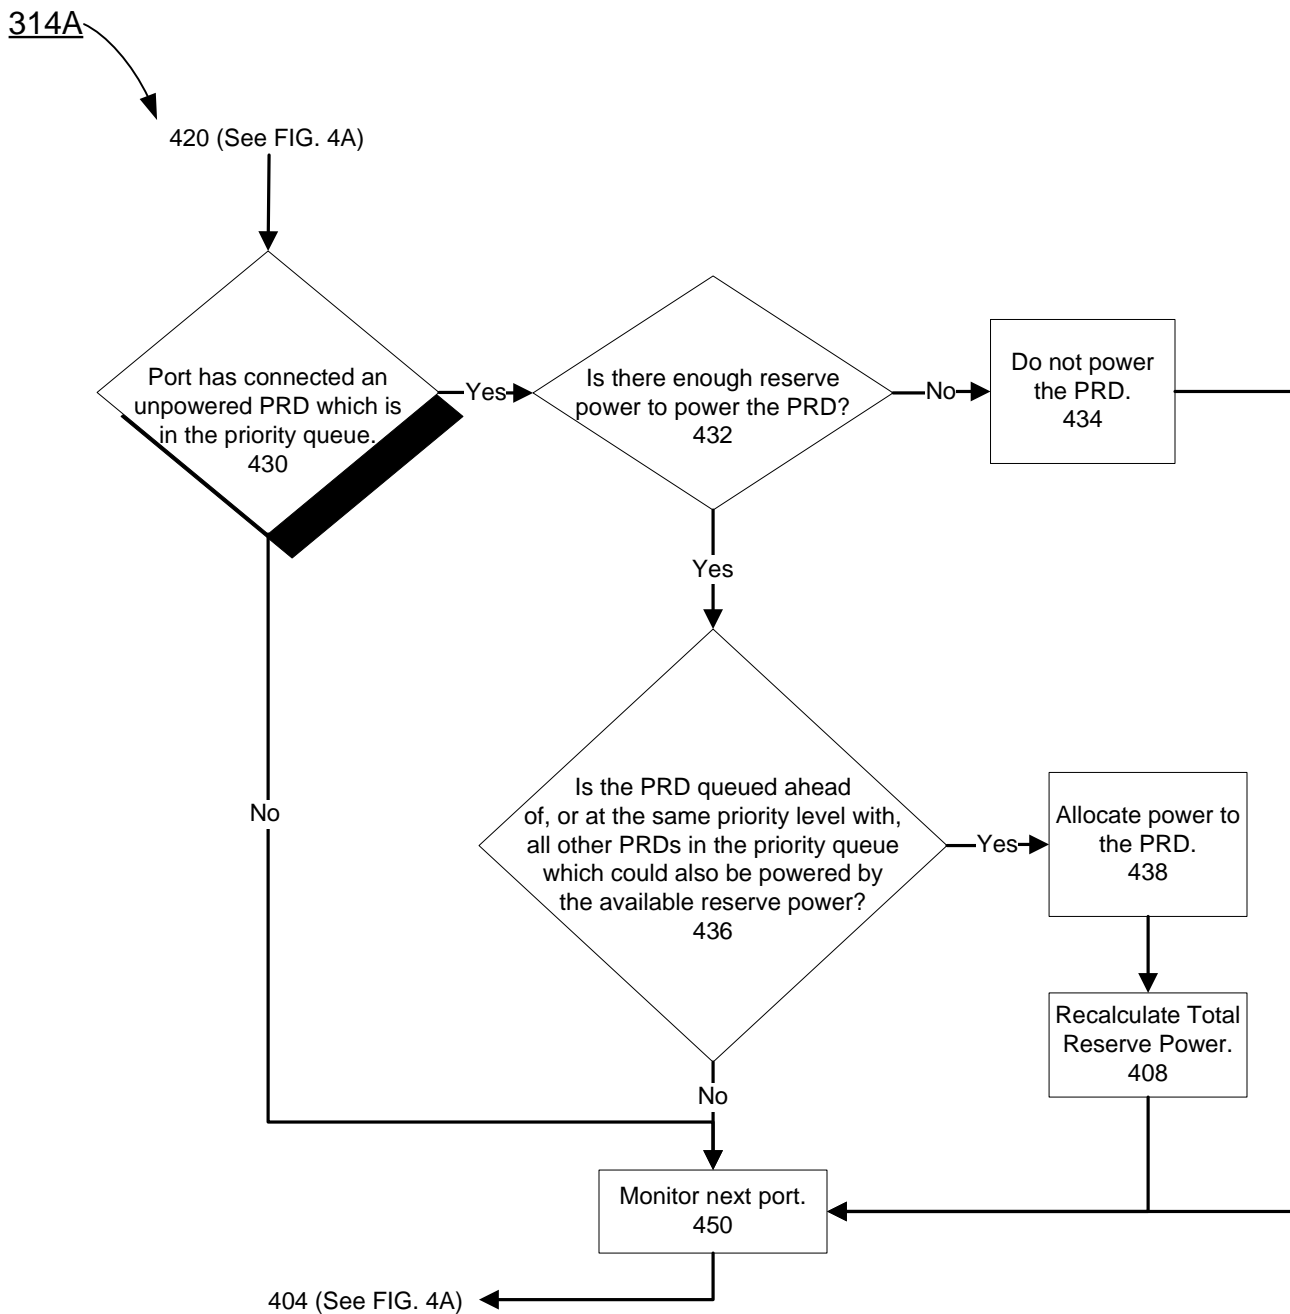 314A
420 (See FIG. 4A)
Port has connected an
unpowered PRD which is
in the priority queue.
430
Yes
Is there enough reserve
power to power the PRD?
432
No
Do not power
the PRD.
434
Yes
No
Is the PRD queued ahead
of, or at the same priority level with,
all other PRDs in the priority queue
which could also be powered by
the available reserve power?
436
Yes
Allocate power to
the PRD.
438
Recalculate Total
Reserve Power.
408
No
Monitor next port.
450
404 (See FIG. 4A)